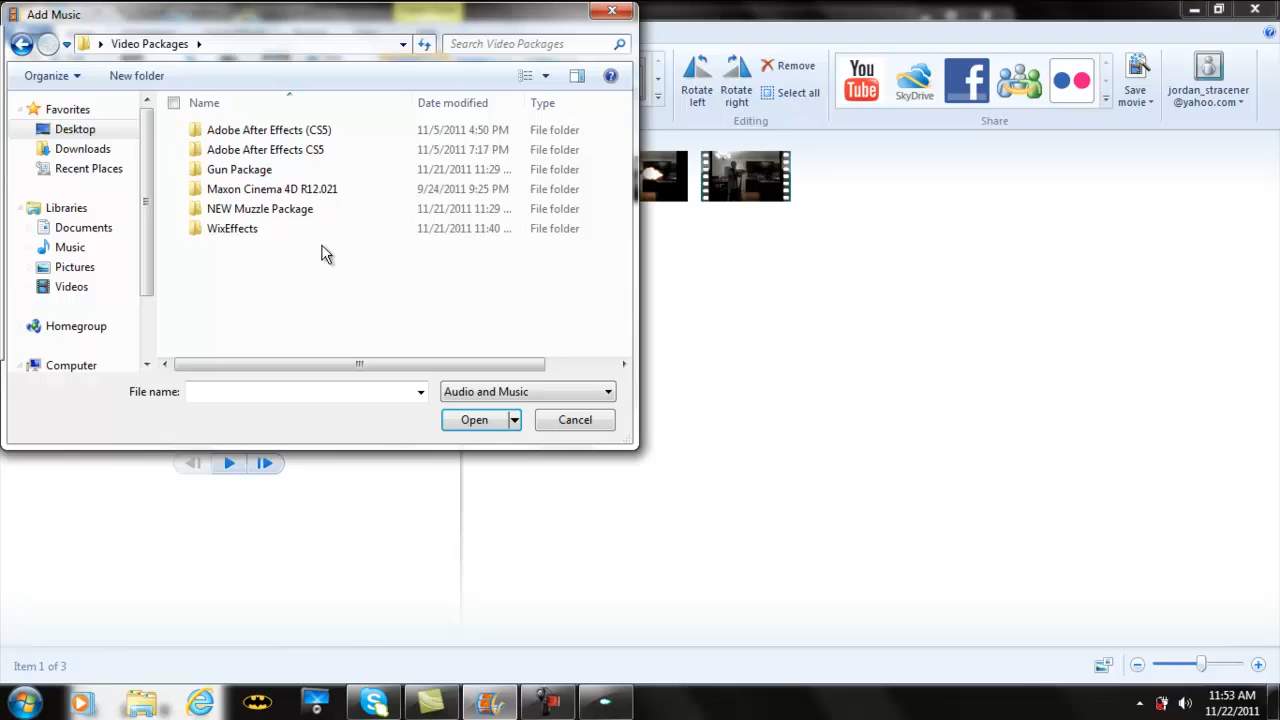 Add Music
Video Packages
Search Video Packages
Organize
New folder
Name
Date modified
Type
Favorites
Desktop
Downloads
Recent Places
Libraries
Documents
Music
Pictures
Videos
Homegroup
Computer
Adobe After Effects (CS5) 11/5/2011 4:50 PM File folder
Adobe After Effects CS5 11/5/2011 7:17 PM File folder
Gun Package 11/21/2011 11:29 ... File folder
Maxon Cinema 4D R12.021 9/24/2011 9:25 PM File folder
NEW Muzzle Package 11/21/2011 11:29 ... File folder
WixEffects 11/21/2011 11:40 ... File folder
File name:
Audio and Music
Open
Cancel
Rotate left
Rotate right
Remove
Select all
Editing
You Tube
SkyDrive
Share
Save movie
jordan_stracener
@yahoo.com
Item 1 of 3
11:53 AM
11/22/2011